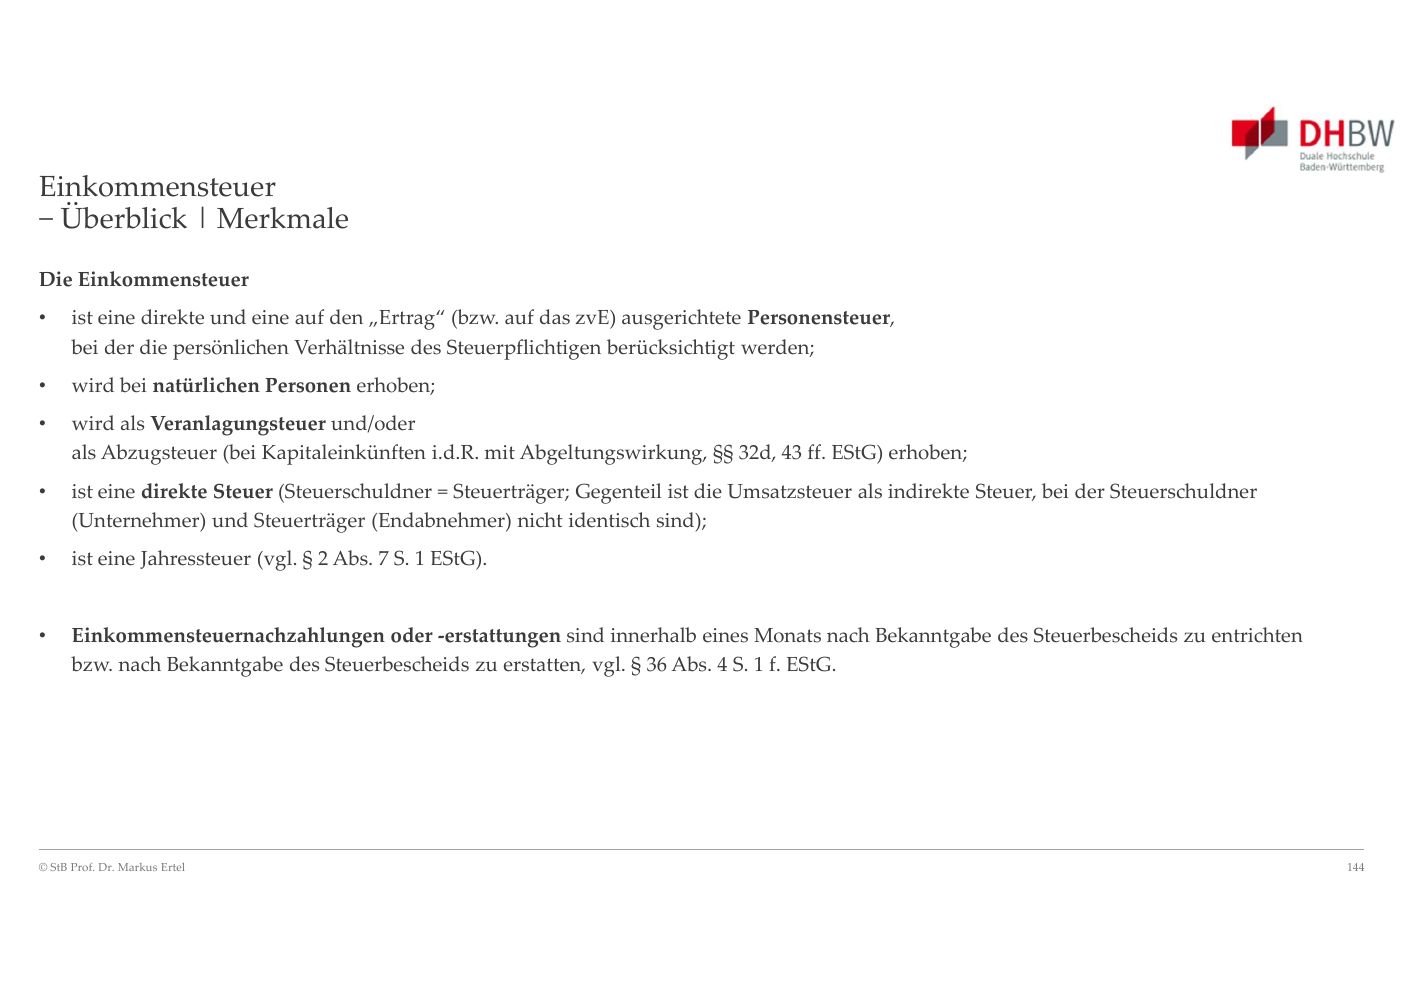 DHBW
Duale Hochschule
Baden-Württemberg
Einkommensteuer
– Überblick | Merkmale
Die Einkommensteuer
• ist eine direkte und eine auf den „Ertrag“ (bzw. auf das zvE) ausgerichtete Personensteuer,
bei der die persönlichen Verhältnisse des Steuerpflichtigen berücksichtigt werden;
• wird bei natürlichen Personen erhoben;
• wird als Veranlagungsteuer und/oder
als Abzugsteuer (bei Kapitaleinkünften i.d.R. mit Abgeltungswirkung, §§ 32d, 43 ff. EStG) erhoben;
• ist eine direkte Steuer (Steuerschuldner = Steuerträger; Gegenteil ist die Umsatzsteuer als indirekte Steuer, bei der Steuerschuldner
(Unternehmer) und Steuerträger (Endabnehmer) nicht identisch sind);
• ist eine Jahressteuer (vgl. § 2 Abs. 7 S. 1 EStG).
• Einkommensteuernachzahlungen oder -erstattungen sind innerhalb eines Monats nach Bekanntgabe des Steuerbescheids zu entrichten
bzw. nach Bekanntgabe des Steuerbescheids zu erstatten, vgl. § 36 Abs. 4 S. 1 f. EStG.
© StB Prof. Dr. Markus Ertel
144